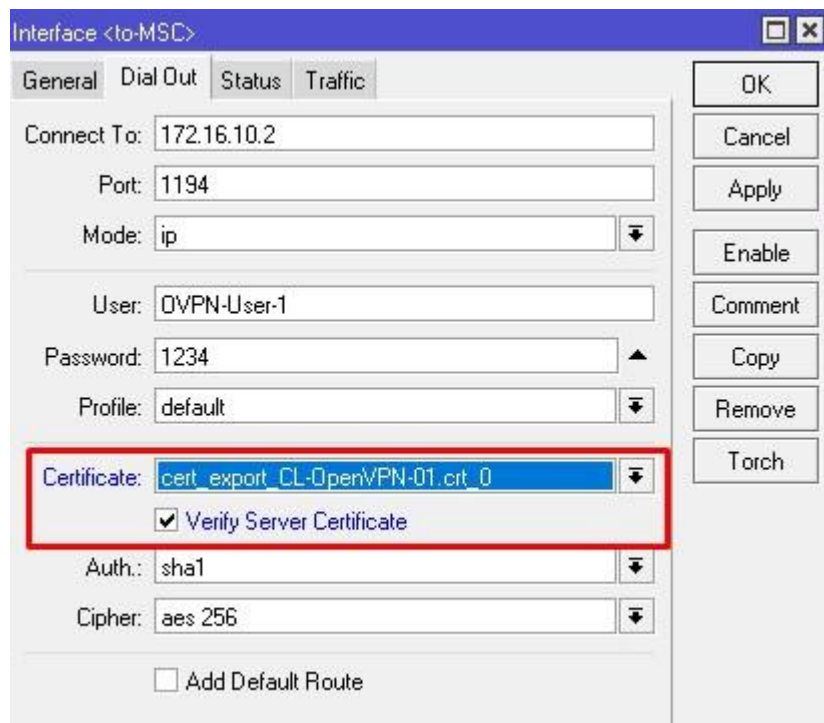 Interface <to-MSC>
General Dial Out Status Traffic
OK
Connect To: 172.16.10.2
Cancel
Port: 1194
Apply
Mode: ip
Enable
User: OVPN-User-1
Comment
Password: 1234
Copy
Profile: default
Remove
Certificate: cert_export_CL-OpenVPN-01.crt_0
Torch
Verify Server Certificate
Auth.: sha1
Cipher: aes 256
Add Default Route